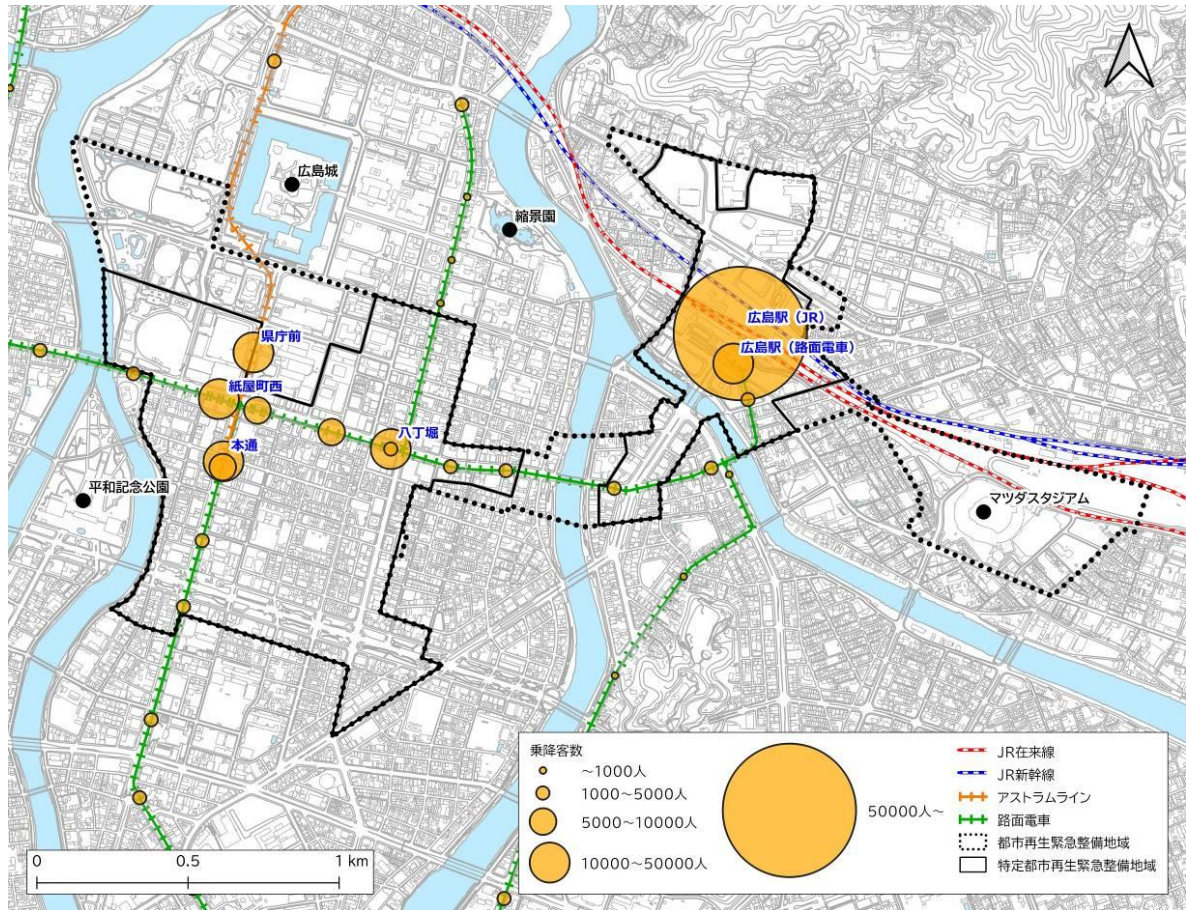 広島城
縮景園
広島駅（JR）
広島駅（路面電車）
県庁前
紙屋町西
八丁堀
本通
平和記念公園
マツダスタジアム
乗降客数
～1000人
1000～5000人
5000～10000人
10000～50000人
50000人～
JR在来線
JR新幹線
アストラムライン
路面電車
都市再生緊急整備地域
特定都市再生緊急整備地域
0 0.5 1 km